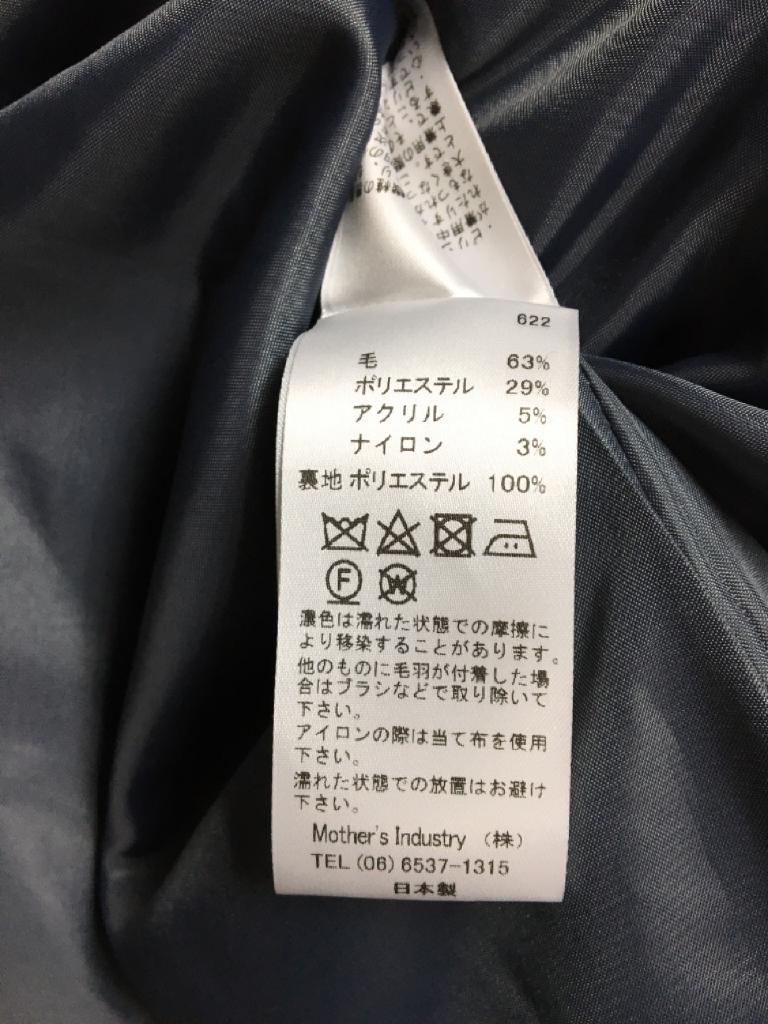 622
毛 63%
ポリエステル 29%
アクリル 5%
ナイロン 3%
裏地 ポリエステル 100%
F W
濃色は濡れた状態での摩擦に
より移染することがあります。
他のものに毛羽が付着した場
合はブラシなどで取り除いて
下さい。
アイロンの際は当て布を使用
下さい。
濡れた状態での放置はお避け
下さい。
Mother's Industry （株）
TEL (06) 6537-1315
日本製